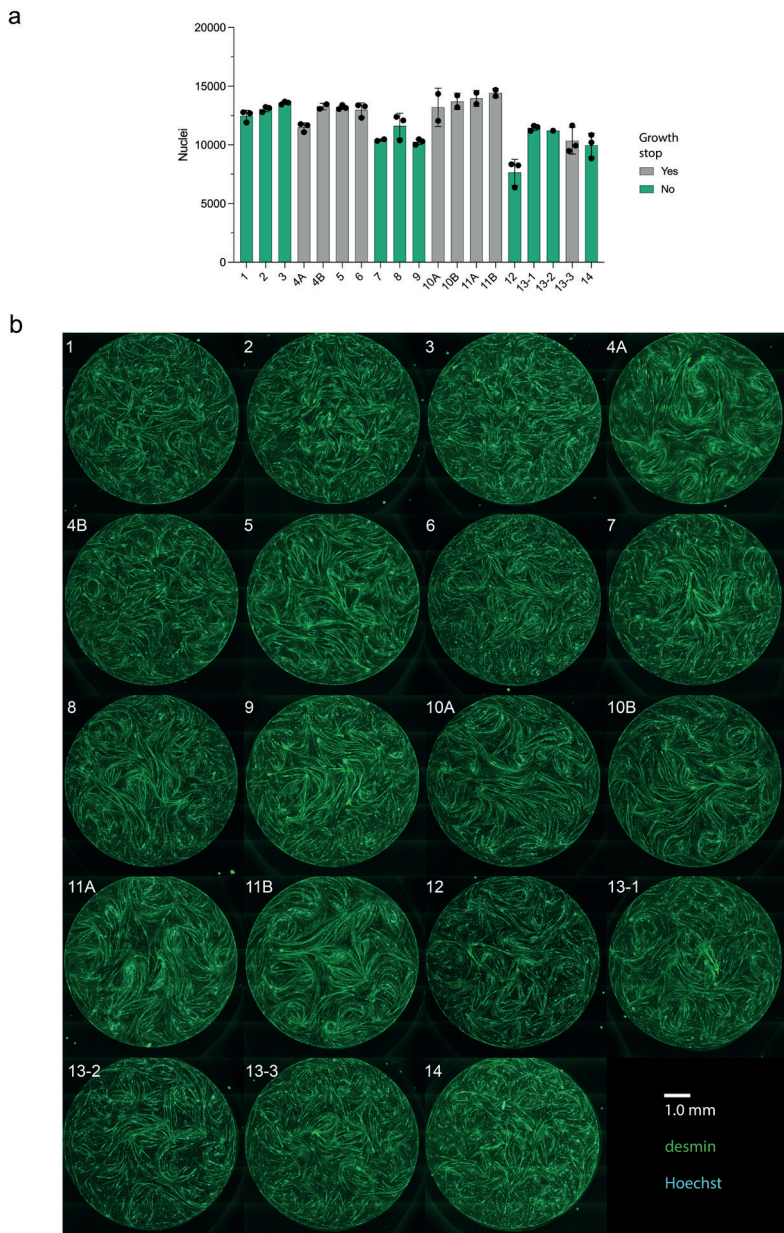 a
20000
15000
10000
5000
0
Nuclei
1 2 3 4A 4B 5 6 7 8 9 10A 10B 11A 11B 12 13-1 13-2 13-3 14
Growth
stop
Yes
No
b
1 2 3 4A
4B 5 6 7
8 9 10A 10B
11A 11B 12 13-1
13-2 13-3 14
1.0 mm
desmin
Hoechst